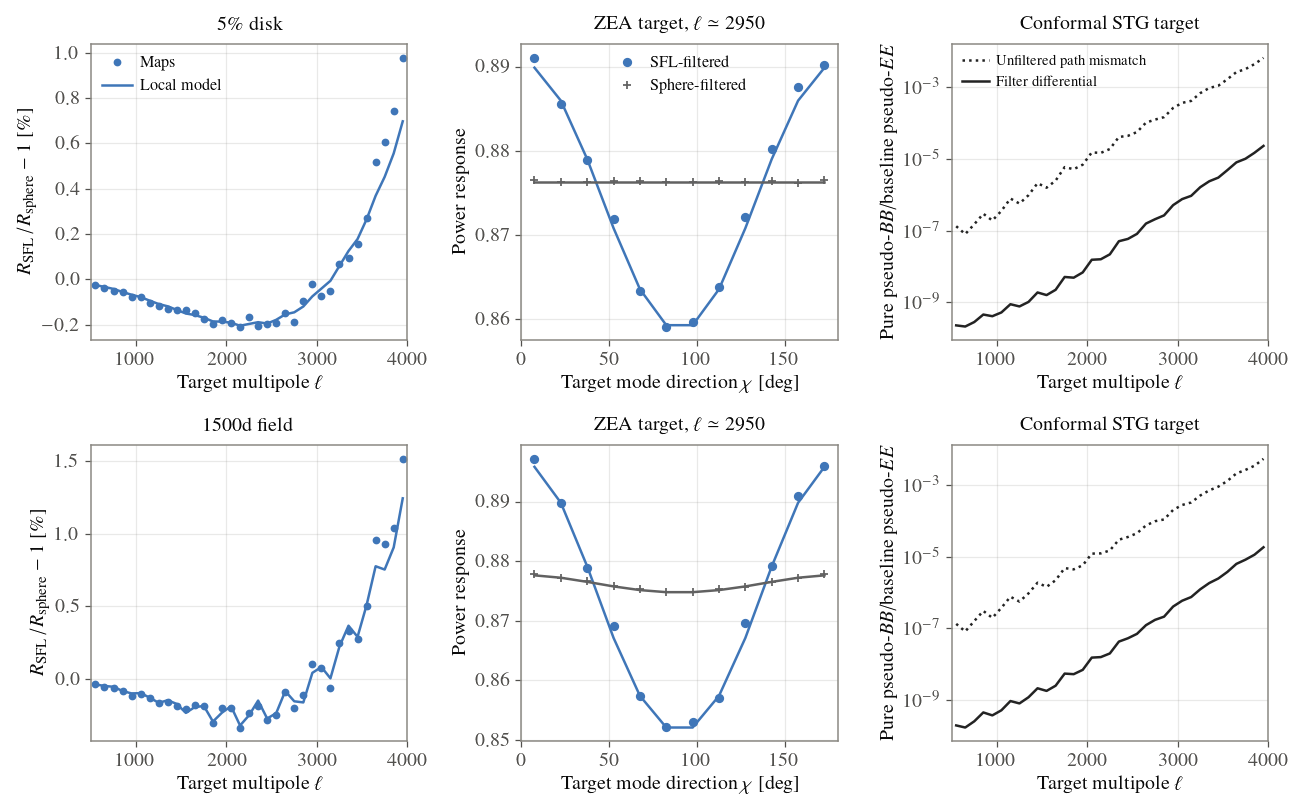 5% disk
R_SFL/R_sphere − 1 [%]
1.0
0.8
0.6
0.4
0.2
0.0
−0.2
Maps
Local model
1000 2000 3000 4000
Target multipole ℓ
ZEA target, ℓ ≃ 2950
Power response
0.89
0.88
0.87
0.86
SFL-filtered
Sphere-filtered
0 50 100 150
Target mode direction χ [deg]
Conformal STG target
Pure pseudo-BB/baseline pseudo-EE
10⁻³
10⁻⁵
10⁻⁷
10⁻⁹
Unfiltered path mismatch
Filter differential
1000 2000 3000 4000
Target multipole ℓ
1500d field
R_SFL/R_sphere − 1 [%]
1.5
1.0
0.5
0.0
1000 2000 3000 4000
Target multipole ℓ
ZEA target, ℓ ≃ 2950
Power response
0.89
0.88
0.87
0.86
0.85
0 50 100 150
Target mode direction χ [deg]
Conformal STG target
Pure pseudo-BB/baseline pseudo-EE
10⁻³
10⁻⁵
10⁻⁷
10⁻⁹
1000 2000 3000 4000
Target multipole ℓ